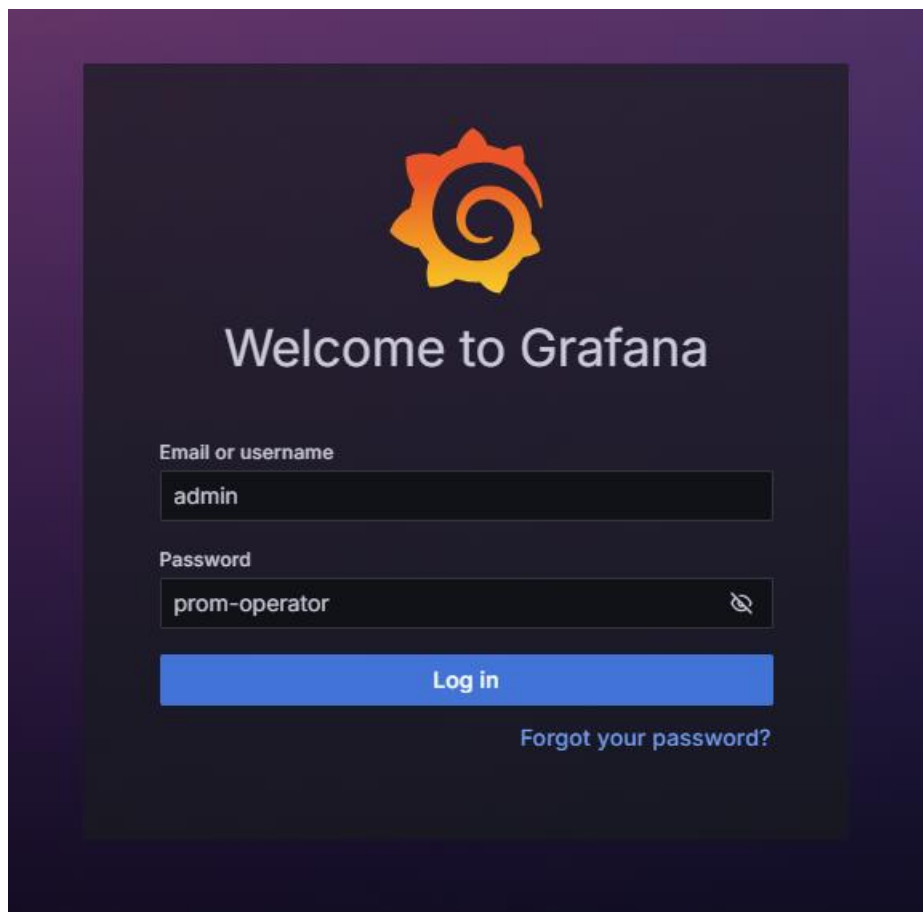 Welcome to Grafana
Email or username
admin
Password
prom-operator
Log in
Forgot your password?